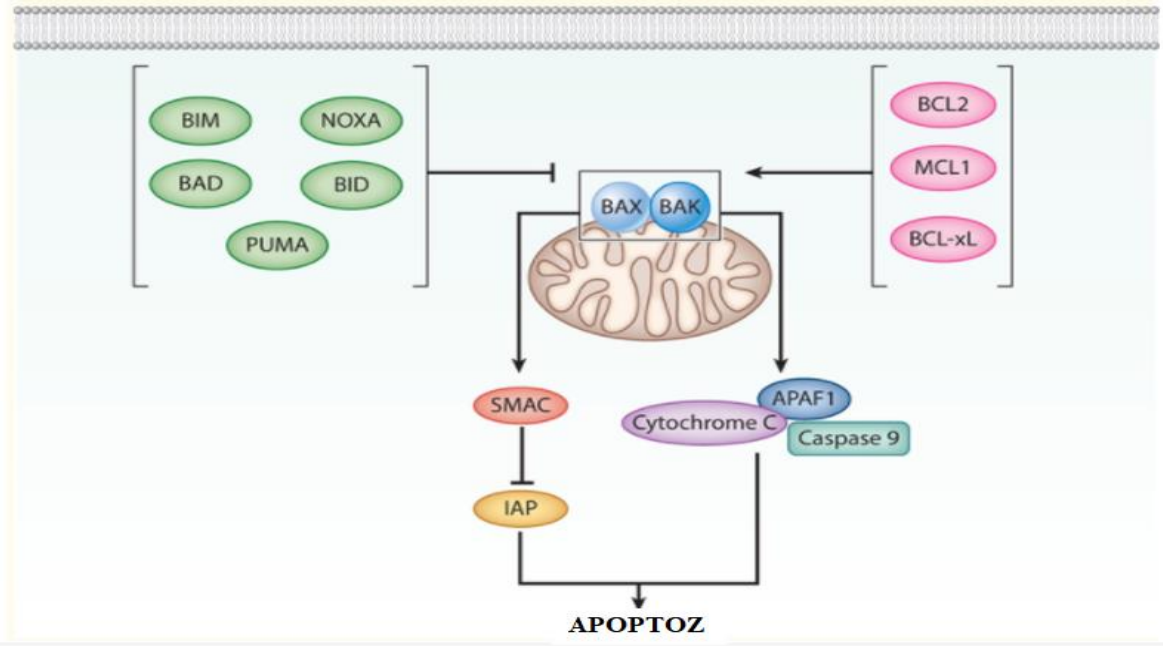 BIM
NOXA
BAD
BID
PUMA
BCL2
MCL1
BCL-xL
BAX
BAK
SMAC
APAF1
Cytochrome C
Caspase 9
IAP
APOPTOZ